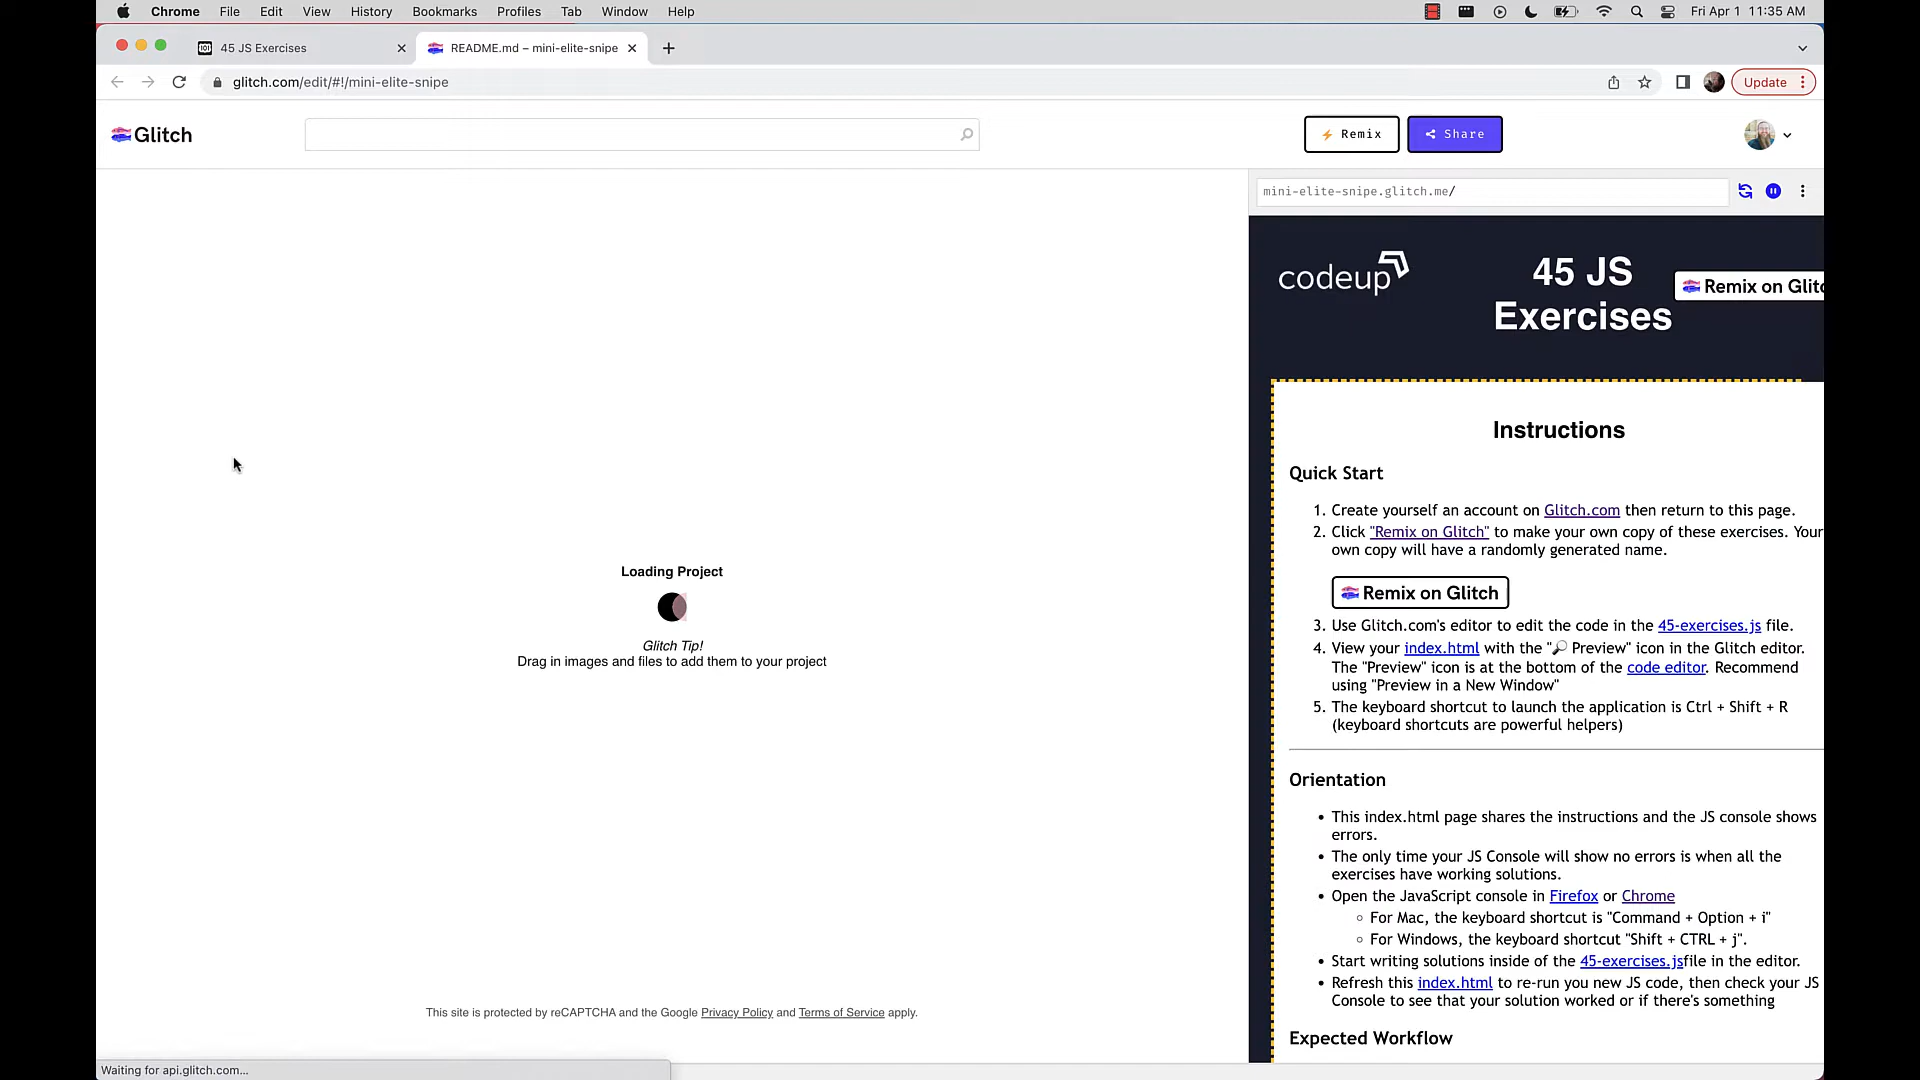 Chrome File Edit View History Bookmarks Profiles Tab Window Help Fri Apr 1 11:35 AM
45 JS Exercises README.md – mini-elite-snipe
glitch.com/edit/#!/mini-elite-snipe Update
Glitch Remix Share
mini-elite-snipe.glitch.me/
codeup
45 JS
Exercises
Remix on Glitc
Instructions
Quick Start
1. Create yourself an account on Glitch.com then return to this page.
2. Click "Remix on Glitch" to make your own copy of these exercises. Your
own copy will have a randomly generated name.
Remix on Glitch
3. Use Glitch.com's editor to edit the code in the 45-exercises.js file.
4. View your index.html with the "🔎 Preview" icon in the Glitch editor.
The "Preview" icon is at the bottom of the code editor. Recommend
using "Preview in a New Window"
5. The keyboard shortcut to launch the application is Ctrl + Shift + R
(keyboard shortcuts are powerful helpers)
Orientation
• This index.html page shares the instructions and the JS console shows
errors.
• The only time your JS Console will show no errors is when all the
exercises have working solutions.
• Open the JavaScript console in Firefox or Chrome
◦ For Mac, the keyboard shortcut is "Command + Option + i"
◦ For Windows, the keyboard shortcut "Shift + CTRL + j".
• Start writing solutions inside of the 45-exercises.jsfile in the editor.
• Refresh this index.html to re-run you new JS code, then check your JS
Console to see that your solution worked or if there's something
Expected Workflow
Loading Project
Glitch Tip!
Drag in images and files to add them to your project
This site is protected by reCAPTCHA and the Google Privacy Policy and Terms of Service apply.
Waiting for api.glitch.com...